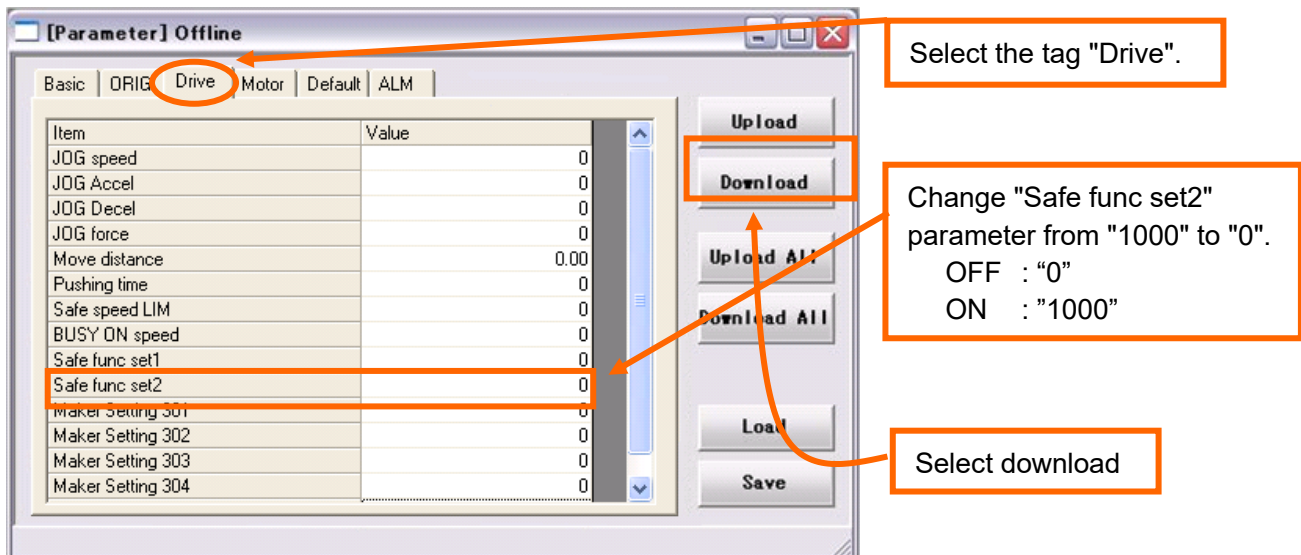 [Parameter] Offline
Select the tag "Drive".
Basic ORIG Drive Motor Default ALM
Item Value
JOG speed 0
JOG Accel 0
JOG Decel 0
JOG force 0
Move distance 0.00
Pushing time 0
Safe speed LIM 0
BUSY ON speed 0
Safe func set1 0
Safe func set2 0
Maker Setting 301 0
Maker Setting 302 0
Maker Setting 303 0
Maker Setting 304 0
Upload
Download
Upload All
Download All
Load
Save
Change "Safe func set2"
parameter from "1000" to "0".
OFF : “0”
ON : ”1000”
Select download